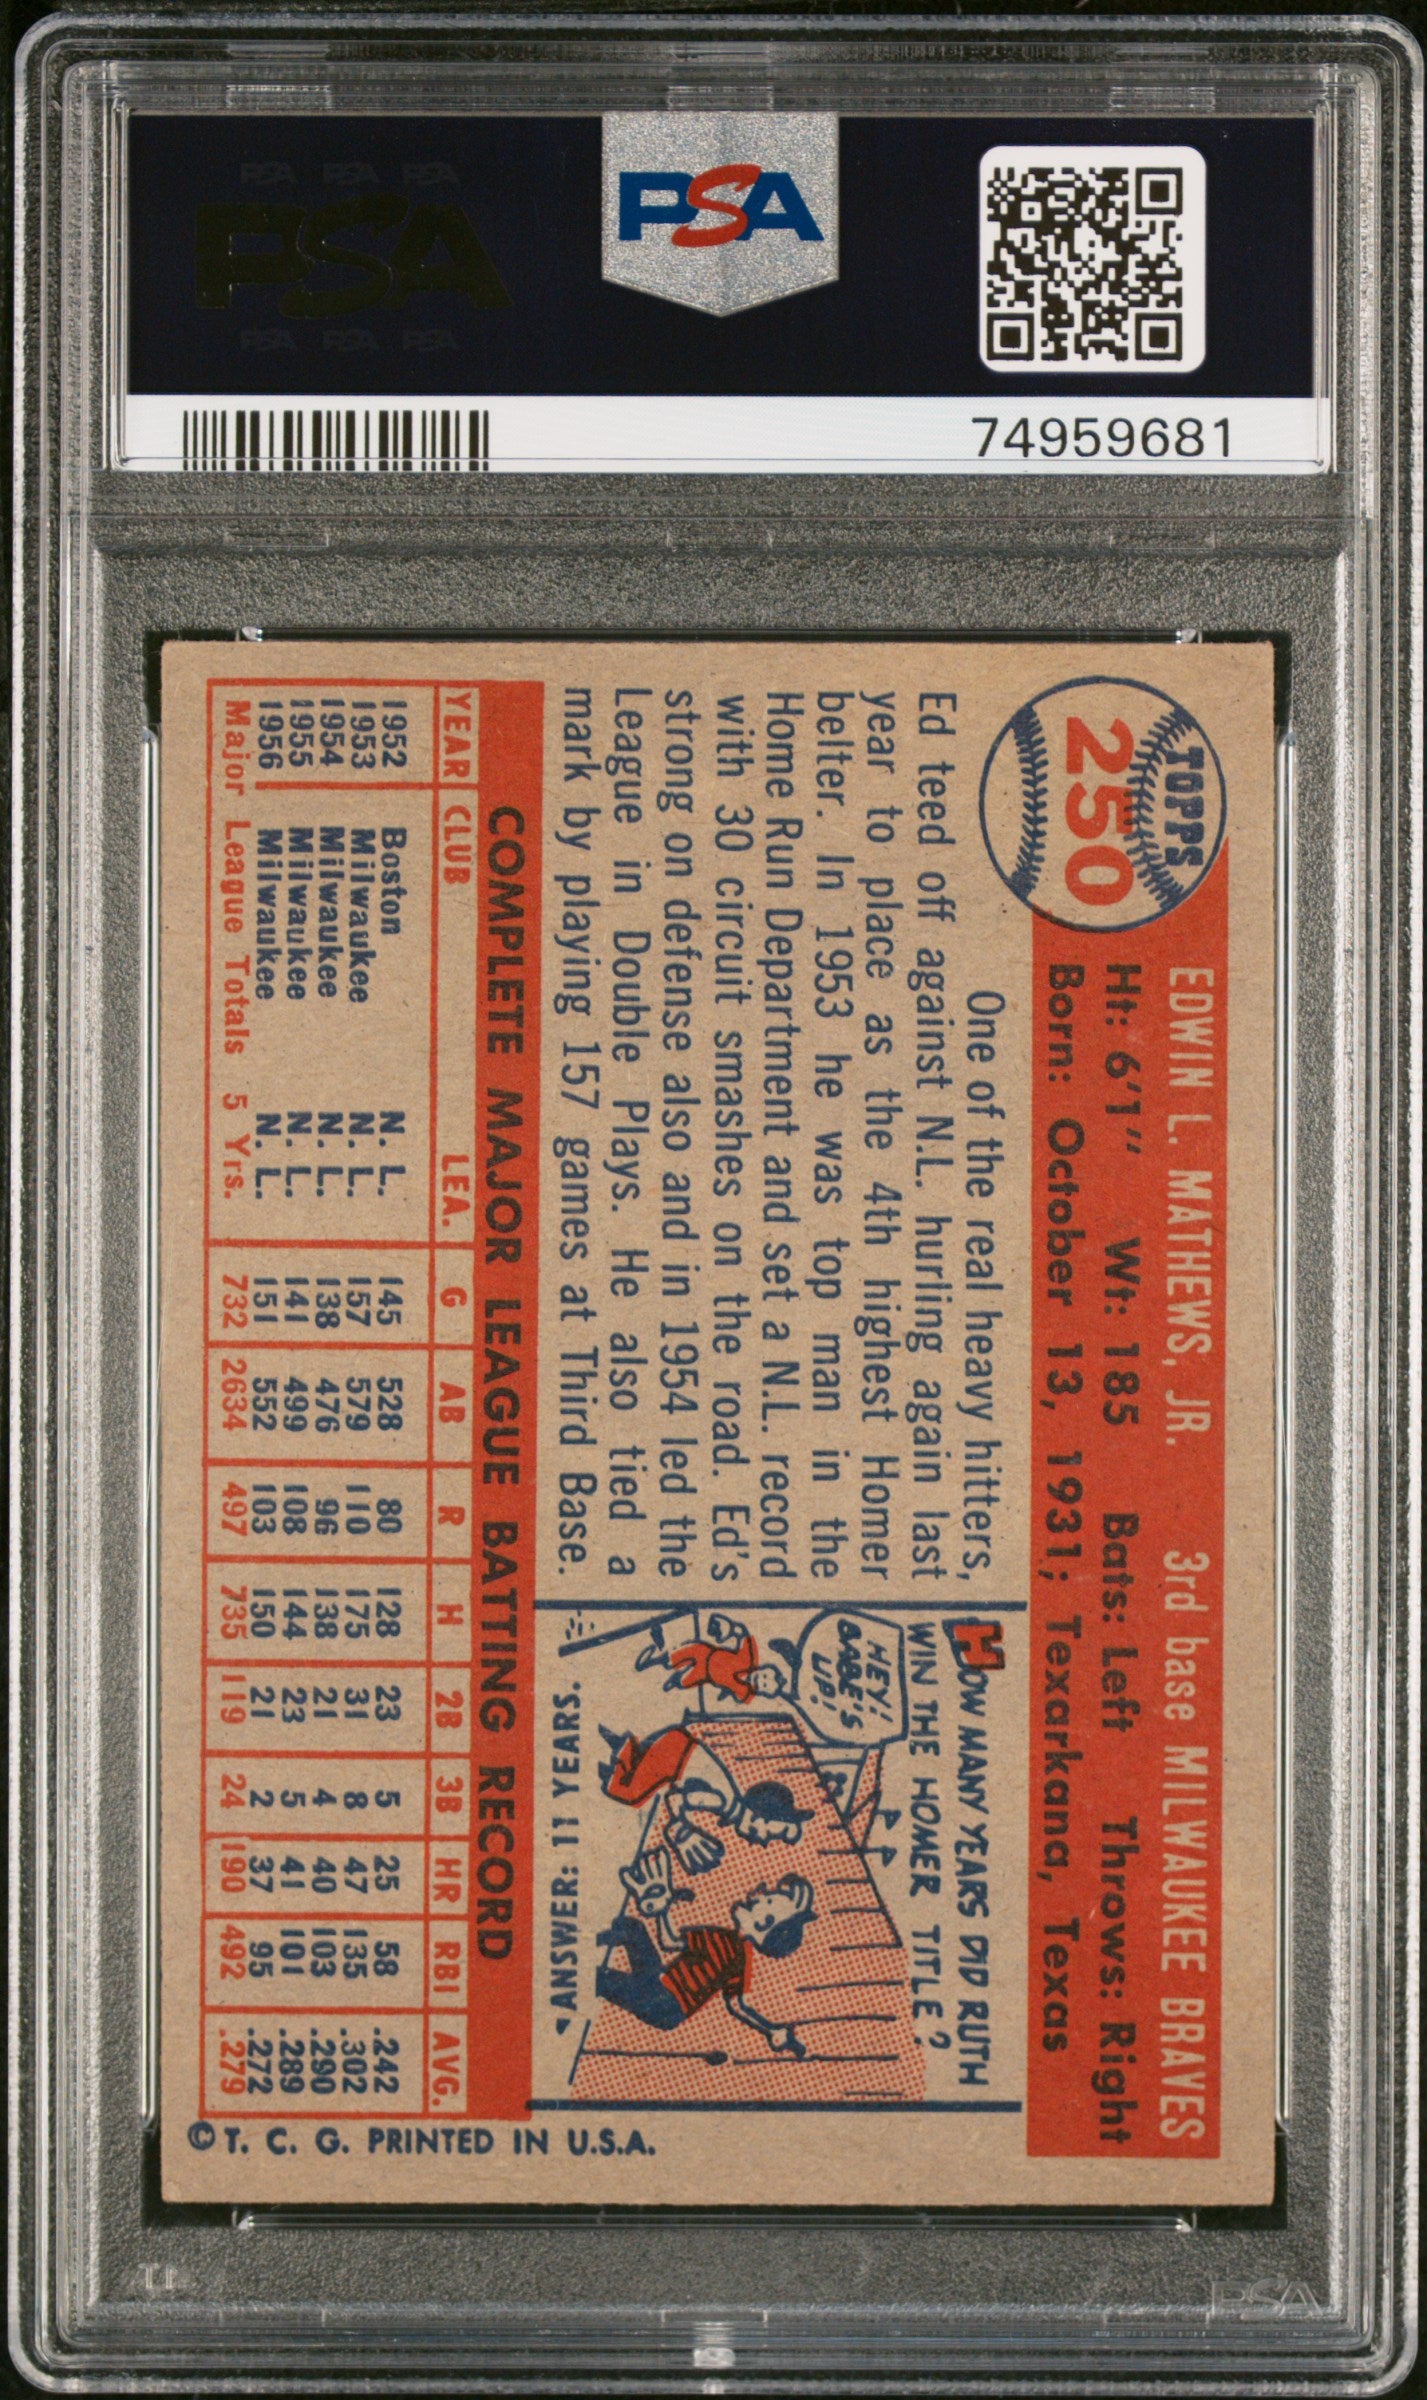 PSA PSA PSA
PSA
PSA PSA PSA
PSA
74959681
TOPPS
250
EDWIN L. MATHEWS, JR. 3rd base MILWAUKEE BRAVES
Ht: 6'1" Wt: 185 Bats: Left Throws: Right
Born: October 13, 1931; Texarkana, Texas
One of the real heavy hitters,
Ed teed off against N.L. hurling again last
year to place as the 4th highest Homer
belter. In 1953 he was top man in the
Home Run Department and set a N.L. record
with 30 circuit smashes on the road. Ed's
strong on defense also and in 1954 led the
League in Double Plays. He also tied a
mark by playing 157 games at Third Base.
HOW MANY YEARS DID RUTH
WIN THE HOMER TITLE?
HEY!
BABE'S
UP!
ANSWER: 11 YEARS.
COMPLETE MAJOR LEAGUE BATTING RECORD
YEAR CLUB LEA. G AB R H 2B 3B HR RBI AVG.
1952 Boston N. L. 145 528 80 128 23 5 25 58 .242
1953 Milwaukee N. L. 157 579 110 175 31 8 47 135 .302
1954 Milwaukee N. L. 138 476 96 138 21 4 40 103 .290
1955 Milwaukee N. L. 141 499 108 144 23 5 41 101 .289
1956 Milwaukee N. L. 151 552 103 150 21 2 37 95 .272
Major League Totals 5 Yrs. 732 2634 497 735 119 24 190 492 .279
© T. C. G. PRINTED IN U.S.A.
PSA